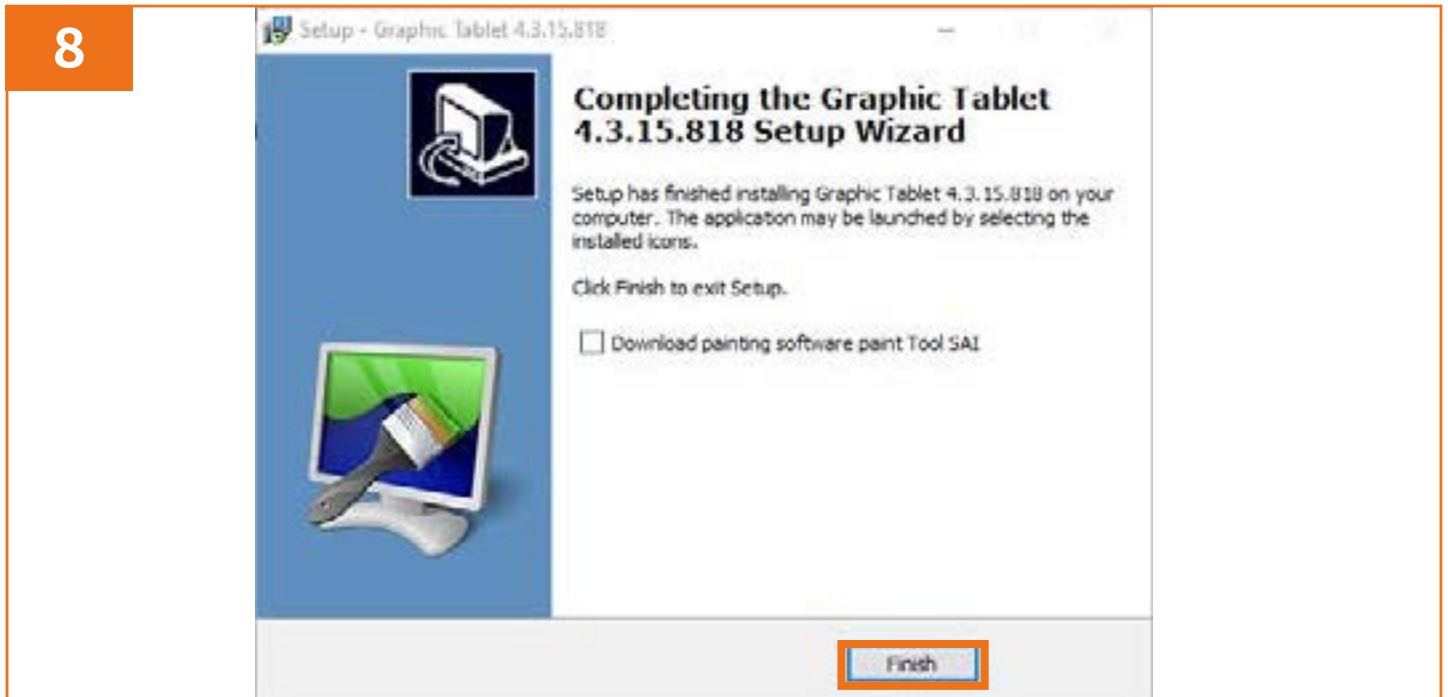 8
Setup - Graphic Tablet 4.3.15.818
Completing the Graphic Tablet
4.3.15.818 Setup Wizard
Setup has finished installing Graphic Tablet 4.3.15.818 on your
computer. The application may be launched by selecting the
installed icons.
Click Finish to exit Setup.
Download painting software paint Tool SAI
Finish